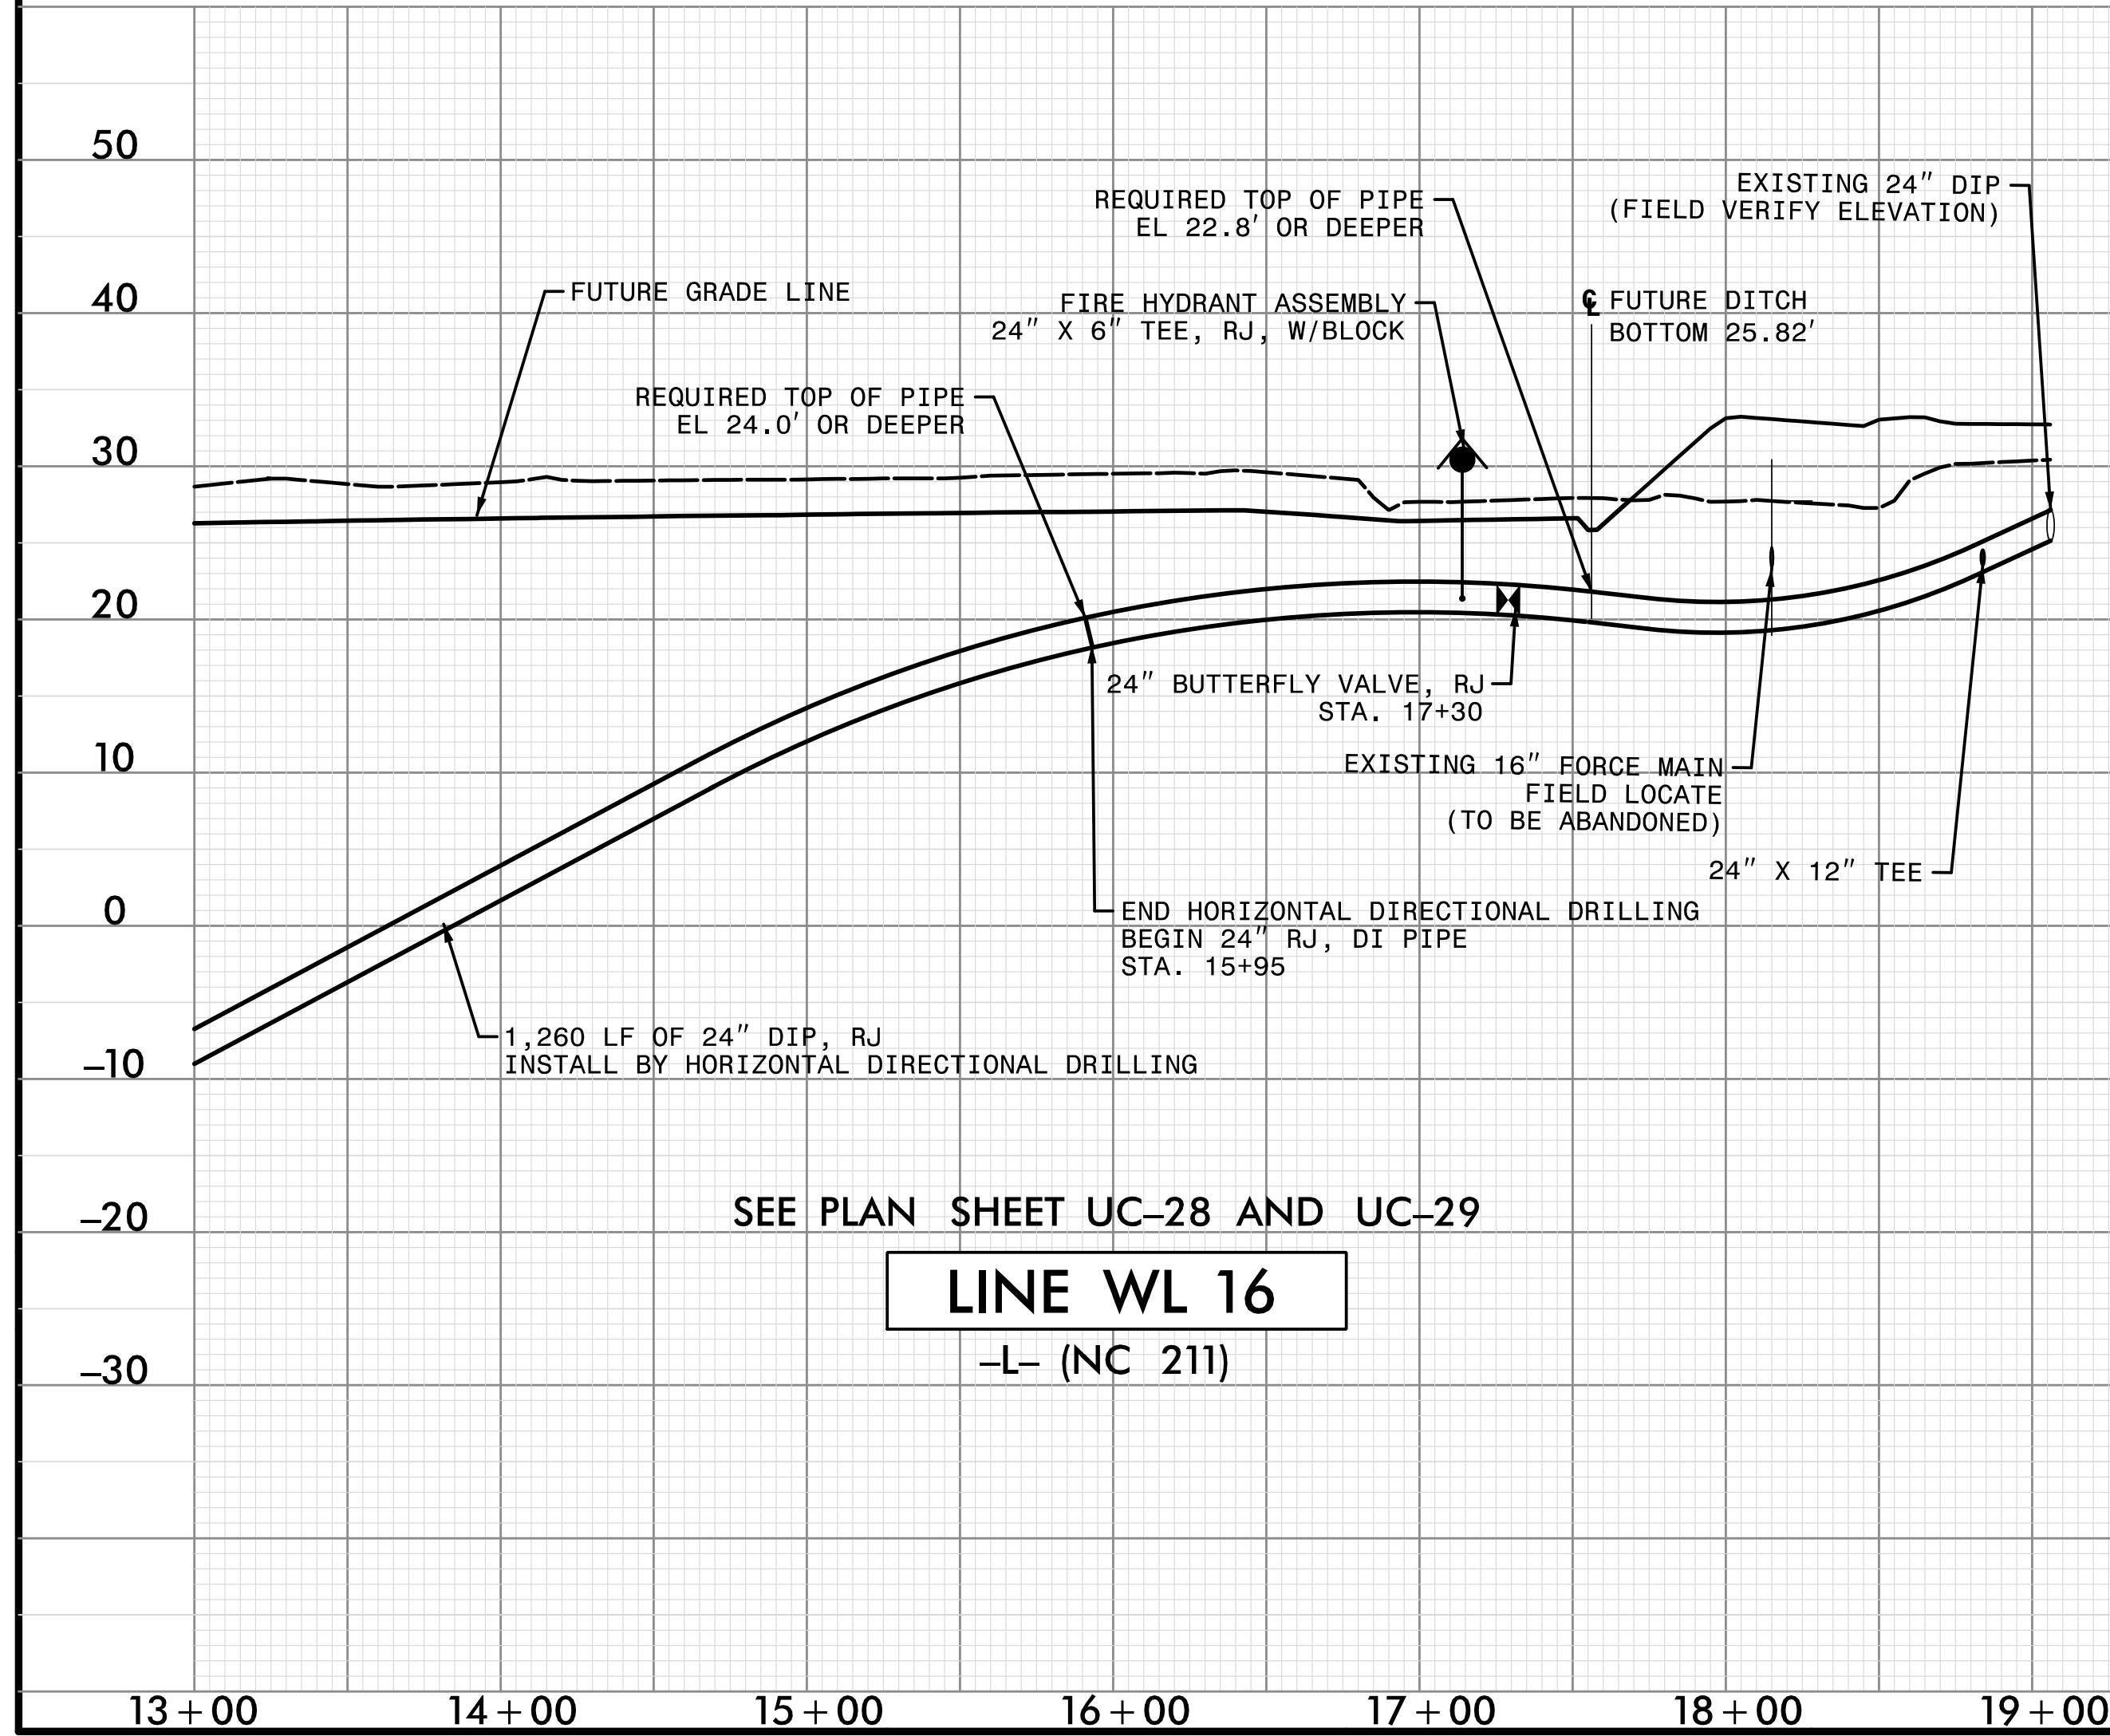 50
40
30
20
10
0
–10
–20
–30
REQUIRED TOP OF PIPE
EL 22.8' OR DEEPER
EXISTING 24" DIP
(FIELD VERIFY ELEVATION)
FUTURE GRADE LINE
FIRE HYDRANT ASSEMBLY
24" X 6" TEE, RJ, W/BLOCK
℄ FUTURE DITCH
BOTTOM 25.82'
REQUIRED TOP OF PIPE
EL 24.0' OR DEEPER
24" BUTTERFLY VALVE, RJ
STA. 17+30
EXISTING 16" FORCE MAIN
FIELD LOCATE
(TO BE ABANDONED)
24" X 12" TEE
END HORIZONTAL DIRECTIONAL DRILLING
BEGIN 24" RJ, DI PIPE
STA. 15+95
1,260 LF OF 24" DIP, RJ
INSTALL BY HORIZONTAL DIRECTIONAL DRILLING
SEE PLAN SHEET UC–28 AND UC–29
LINE WL 16
–L– (NC 211)
13+00 14+00 15+00 16+00 17+00 18+00 19+00